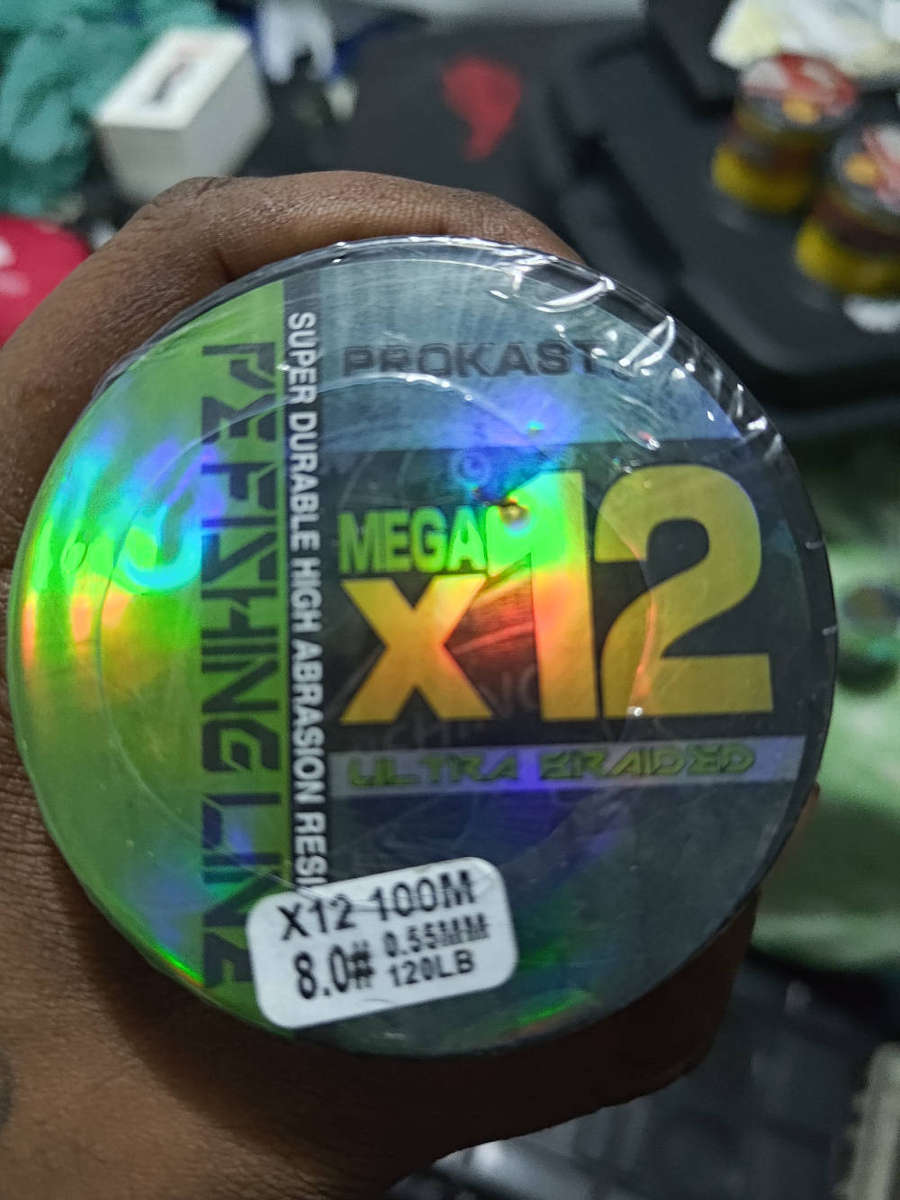 PROKAST
MEGA
x12
ULTRA BRAIDED
SUPER DURABLE HIGH ABRASION RESI
FISHING LINE
X12 100M
8.0# 0.55MM
120LB